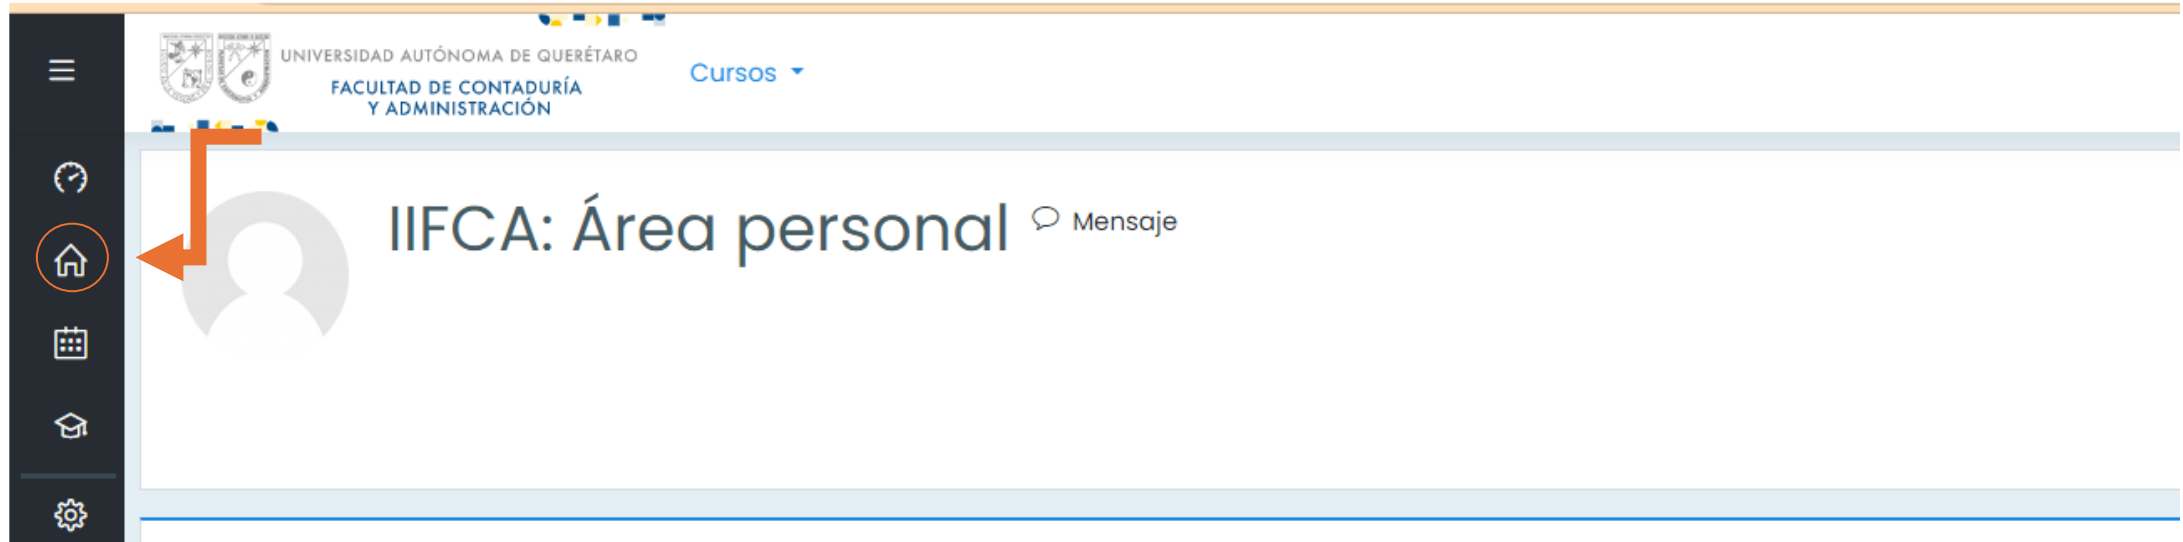 UNIVERSIDAD AUTÓNOMA DE QUERÉTARO
FACULTAD DE CONTADURÍA
Y ADMINISTRACIÓN
Cursos
IIFCA: Área personal
Mensaje